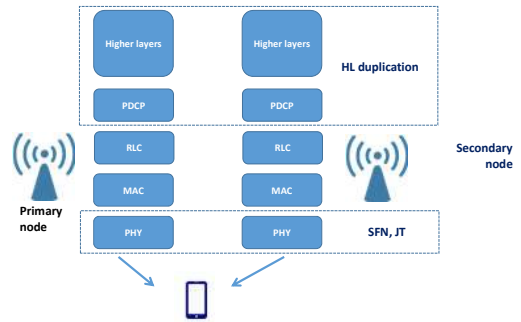 Higher layers
Higher layers
HL duplication
PDCP
PDCP
RLC
RLC
Secondary
node
MAC
MAC
Primary
node
PHY
PHY
SFN, JT